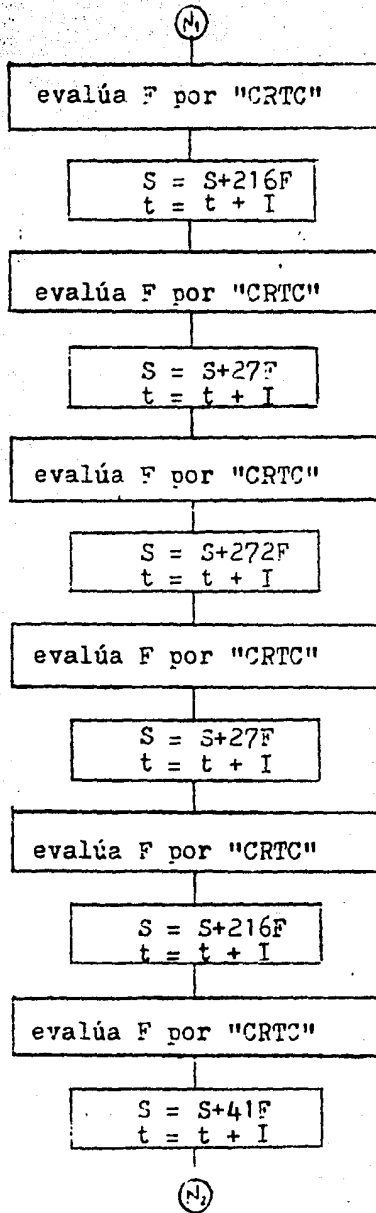 N₁
evalúa F por "CRTC"
S = S+216F
t = t + I
evalúa F por "CRTC"
S = S+27F
t = t + I
evalúa F por "CRTC"
S = S+272F
t = t + I
evalúa F por "CRTC"
S = S+27F
t = t + I
evalúa F por "CRTC"
S = S+216F
t = t + I
evalúa F por "CRTC"
S = S+41F
t = t + I
N₂